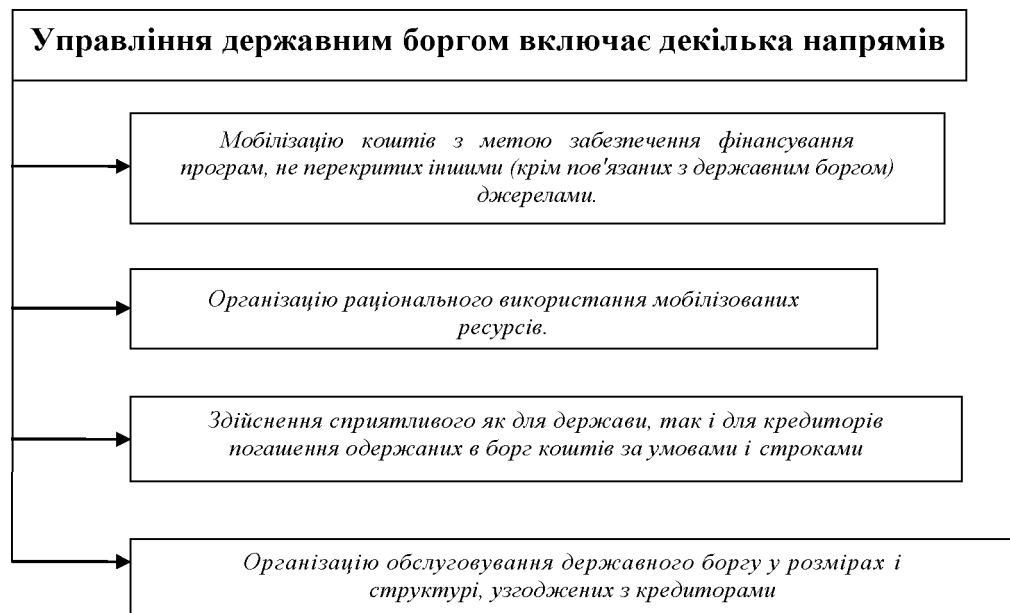 Управління державним боргом включає декілька напрямів
Мобілізацію коштів з метою забезпечення фінансування
програм, не перекритих іншими (крім пов'язаних з державним боргом)
джерелами.
Організацію раціонального використання мобілізованих
ресурсів.
Здійснення сприятливого як для держави, так і для кредиторів
погашення одержаних в борг коштів за умовами і строками
Організацію обслуговування державного боргу у розмірах і
структурі, узгоджених з кредиторами